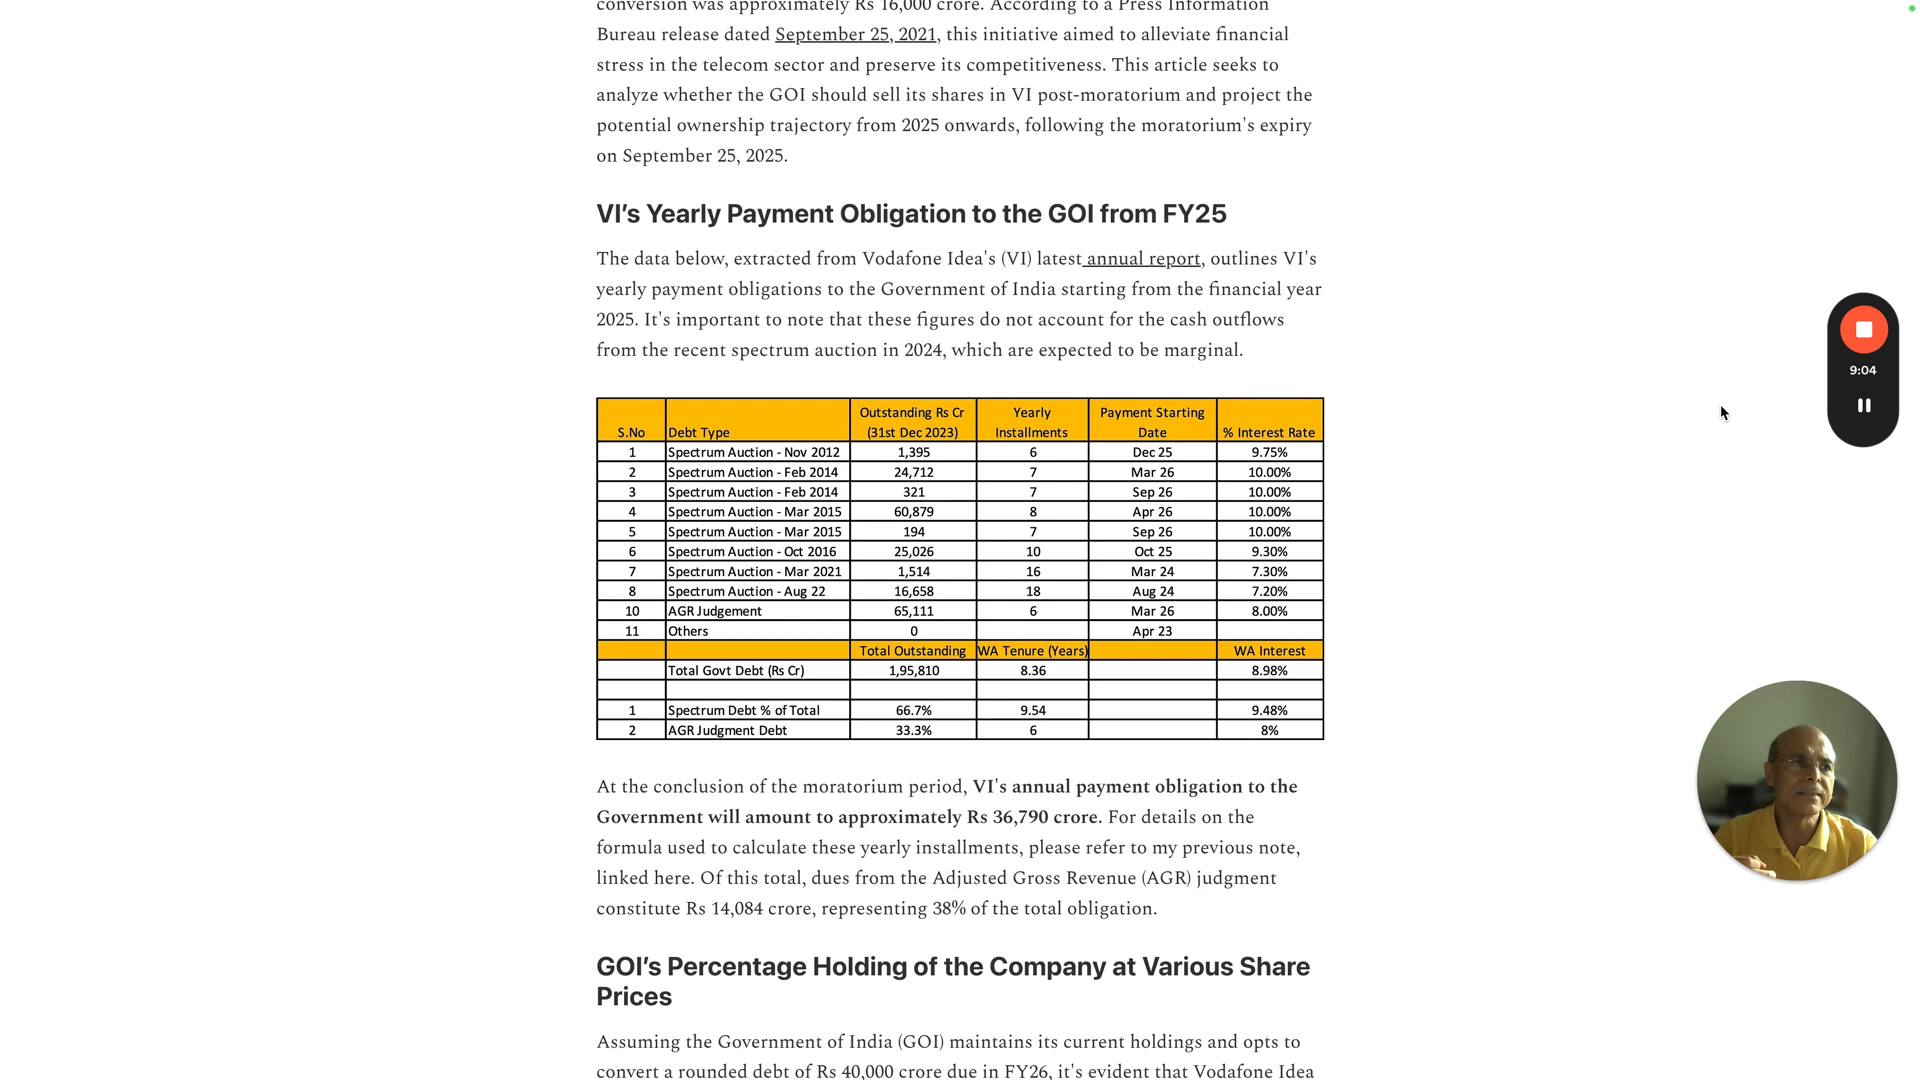 conversion was approximately Rs 16,000 crore. According to a Press Information
Bureau release dated September 25, 2021, this initiative aimed to alleviate financial
stress in the telecom sector and preserve its competitiveness. This article seeks to
analyze whether the GOI should sell its shares in VI post-moratorium and project the
potential ownership trajectory from 2025 onwards, following the moratorium's expiry
on September 25, 2025.
VI’s Yearly Payment Obligation to the GOI from FY25
The data below, extracted from Vodafone Idea's (VI) latest annual report, outlines VI's
yearly payment obligations to the Government of India starting from the financial year
2025. It's important to note that these figures do not account for the cash outflows
from the recent spectrum auction in 2024, which are expected to be marginal.
S.No Debt Type Outstanding Rs Cr (31st Dec 2023) Yearly Installments Payment Starting Date % Interest Rate
1 Spectrum Auction - Nov 2012 1,395 6 Dec 25 9.75%
2 Spectrum Auction - Feb 2014 24,712 7 Mar 26 10.00%
3 Spectrum Auction - Feb 2014 321 7 Sep 26 10.00%
4 Spectrum Auction - Mar 2015 60,879 8 Apr 26 10.00%
5 Spectrum Auction - Mar 2015 194 7 Sep 26 10.00%
6 Spectrum Auction - Oct 2016 25,026 10 Oct 25 9.30%
7 Spectrum Auction - Mar 2021 1,514 16 Mar 24 7.30%
8 Spectrum Auction - Aug 22 16,658 18 Aug 24 7.20%
10 AGR Judgement 65,111 6 Mar 26 8.00%
11 Others 0 Apr 23
Total Outstanding WA Tenure (Years) WA Interest
Total Govt Debt (Rs Cr) 1,95,810 8.36 8.98%
1 Spectrum Debt % of Total 66.7% 9.54 9.48%
2 AGR Judgment Debt 33.3% 6 8%
At the conclusion of the moratorium period, VI's annual payment obligation to the
Government will amount to approximately Rs 36,790 crore. For details on the
formula used to calculate these yearly installments, please refer to my previous note,
linked here. Of this total, dues from the Adjusted Gross Revenue (AGR) judgment
constitute Rs 14,084 crore, representing 38% of the total obligation.
GOI’s Percentage Holding of the Company at Various Share
Prices
Assuming the Government of India (GOI) maintains its current holdings and opts to
convert a rounded debt of Rs 40,000 crore due in FY26, it's evident that Vodafone Idea
9:04